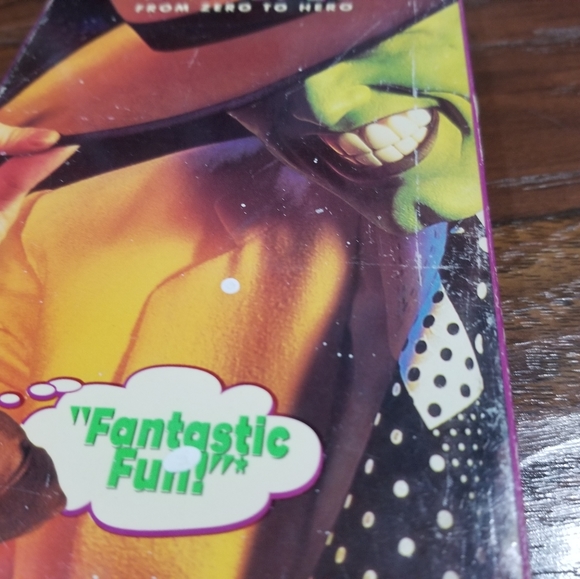 FROM ZERO TO HERO
"Fantastic
Fun!"*